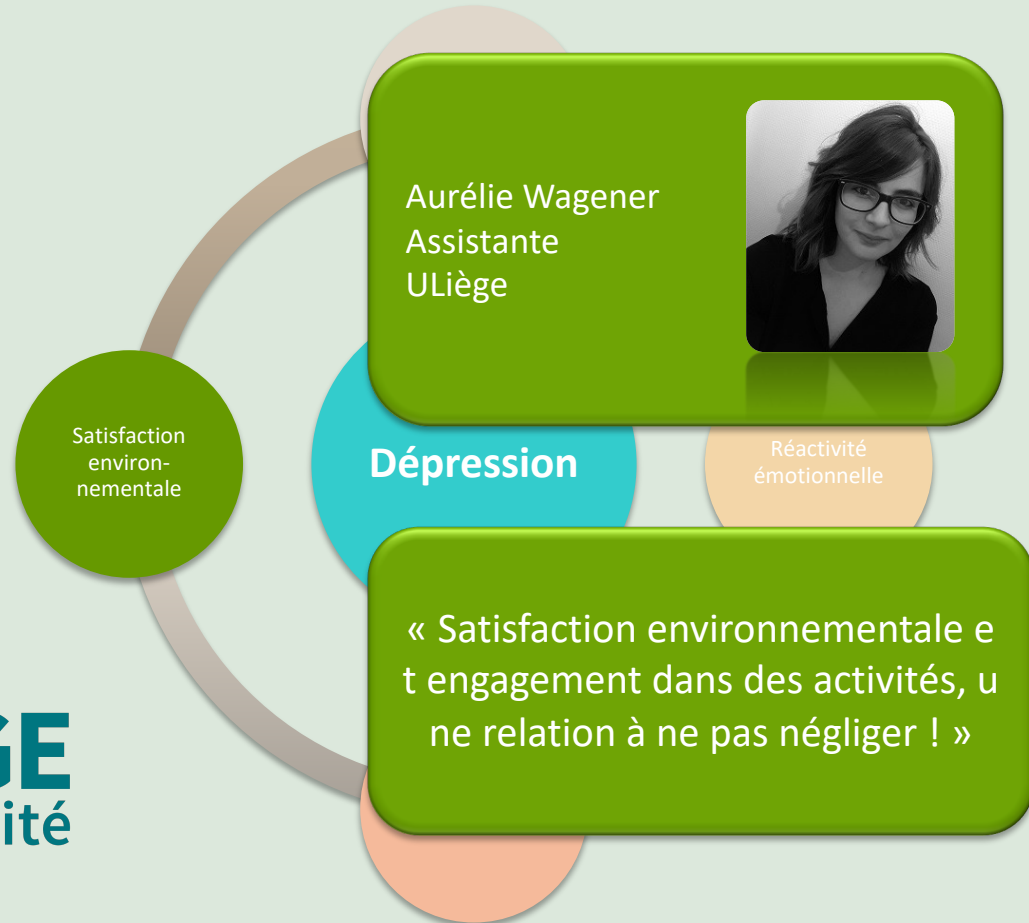 Aurélie Wagener
Assistante
ULiège
Satisfaction
environ-
nementale
Dépression
Réactivité
émotionnelle
« Satisfaction environnementale e
t engagement dans des activités, u
ne relation à ne pas négliger ! »
GE
ité